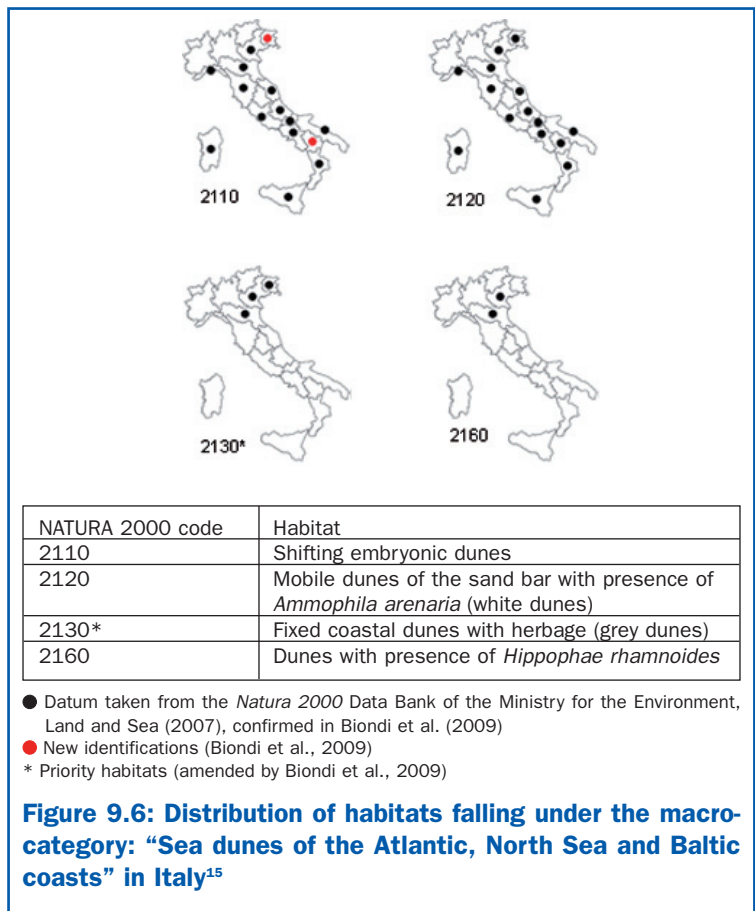 2110
2120
2130*
2160
NATURA 2000 code Habitat
2110 Shifting embryonic dunes
2120 Mobile dunes of the sand bar with presence of
Ammophila arenaria (white dunes)
2130* Fixed coastal dunes with herbage (grey dunes)
2160 Dunes with presence of Hippophae rhamnoides
● Datum taken from the Natura 2000 Data Bank of the Ministry for the Environment,
Land and Sea (2007), confirmed in Biondi et al. (2009)
● New identifications (Biondi et al., 2009)
* Priority habitats (amended by Biondi et al., 2009)
Figure 9.6: Distribution of habitats falling under the macro-
category: “Sea dunes of the Atlantic, North Sea and Baltic
coasts” in Italy¹⁵